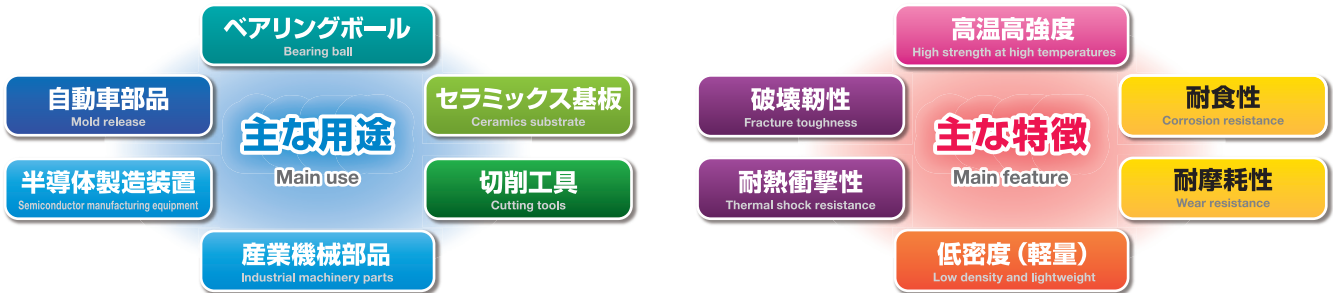 ベアリングボール
Bearing ball
自動車部品
Mold release
セラミックス基板
Ceramics substrate
主な用途
Main use
半導体製造装置
Semiconductor manufacturing equipment
切削工具
Cutting tools
産業機械部品
Industrial machinery parts
高温高強度
High strength at high temperatures
破壊靭性
Fracture toughness
耐食性
Corrosion resistance
主な特徴
Main feature
耐熱衝撃性
Thermal shock resistance
耐摩耗性
Wear resistance
低密度（軽量）
Low density and lightweight